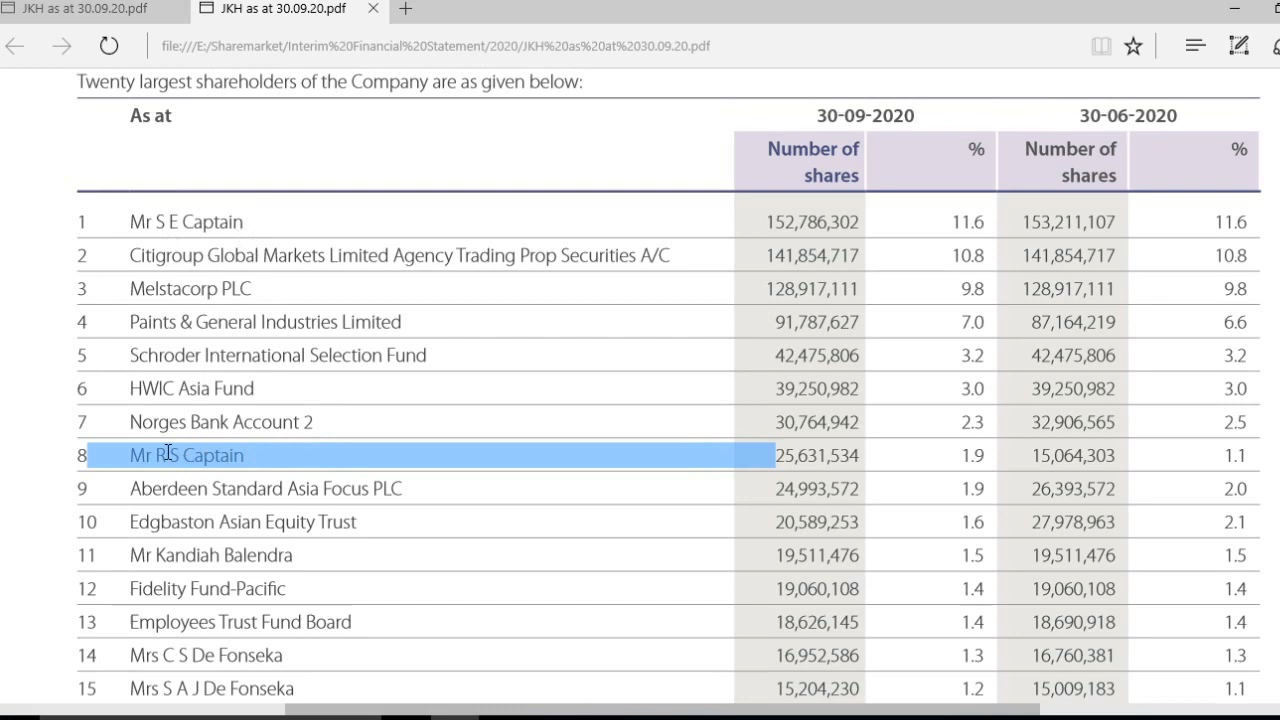 JKH as at 30.09.20.pdf JKH as at 30.09.20.pdf
file:///E:/Sharemarket/Interim%20Financial%20Statement/2020/JKH%20as%20at%2030.09.20.pdf
Twenty largest shareholders of the Company are as given below:
As at 30-09-2020 30-06-2020
Number of shares % Number of shares %
1 Mr S E Captain 152,786,302 11.6 153,211,107 11.6
2 Citigroup Global Markets Limited Agency Trading Prop Securities A/C 141,854,717 10.8 141,854,717 10.8
3 Melstacorp PLC 128,917,111 9.8 128,917,111 9.8
4 Paints & General Industries Limited 91,787,627 7.0 87,164,219 6.6
5 Schroder International Selection Fund 42,475,806 3.2 42,475,806 3.2
6 HWIC Asia Fund 39,250,982 3.0 39,250,982 3.0
7 Norges Bank Account 2 30,764,942 2.3 32,906,565 2.5
8 Mr R S Captain 25,631,534 1.9 15,064,303 1.1
9 Aberdeen Standard Asia Focus PLC 24,993,572 1.9 26,393,572 2.0
10 Edgbaston Asian Equity Trust 20,589,253 1.6 27,978,963 2.1
11 Mr Kandiah Balendra 19,511,476 1.5 19,511,476 1.5
12 Fidelity Fund-Pacific 19,060,108 1.4 19,060,108 1.4
13 Employees Trust Fund Board 18,626,145 1.4 18,690,918 1.4
14 Mrs C S De Fonseka 16,952,586 1.3 16,760,381 1.3
15 Mrs S A J De Fonseka 15,204,230 1.2 15,009,183 1.1